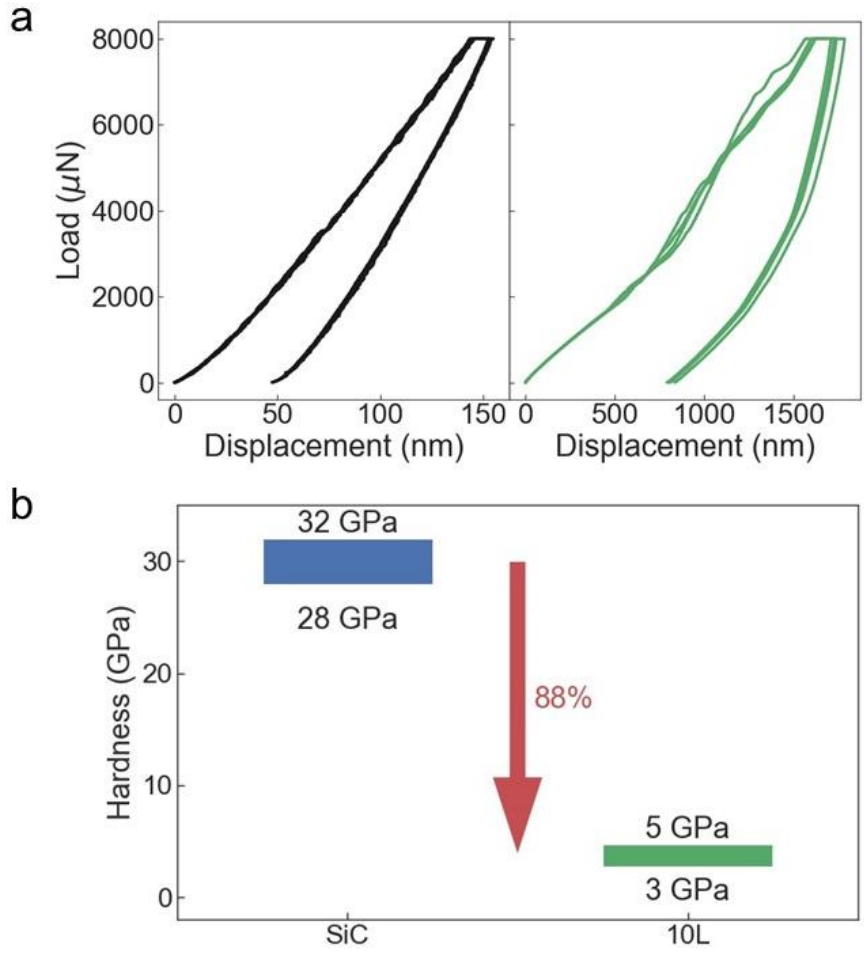 a
8000
6000
4000
2000
0
Load (μN)
0 50 100 150
0 500 1000 1500
Displacement (nm) Displacement (nm)
b
30
20
10
0
Hardness (GPa)
32 GPa
28 GPa
88%
5 GPa
3 GPa
SiC 10L